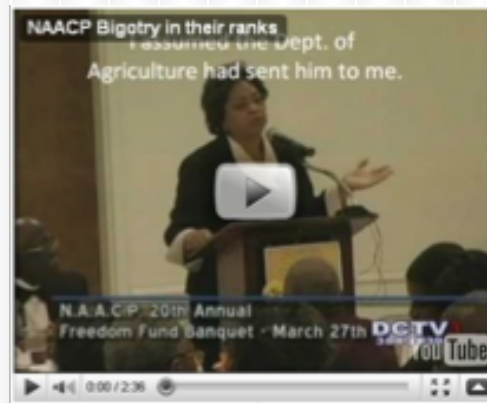 NAACP Bigotry in their ranks
I assumed the Dept. of
Agriculture had sent him to me.
N.A.A.C.P. 20th Annual
Freedom Fund Banquet - March 27th
DCTV
You Tube
0:00 / 2:36